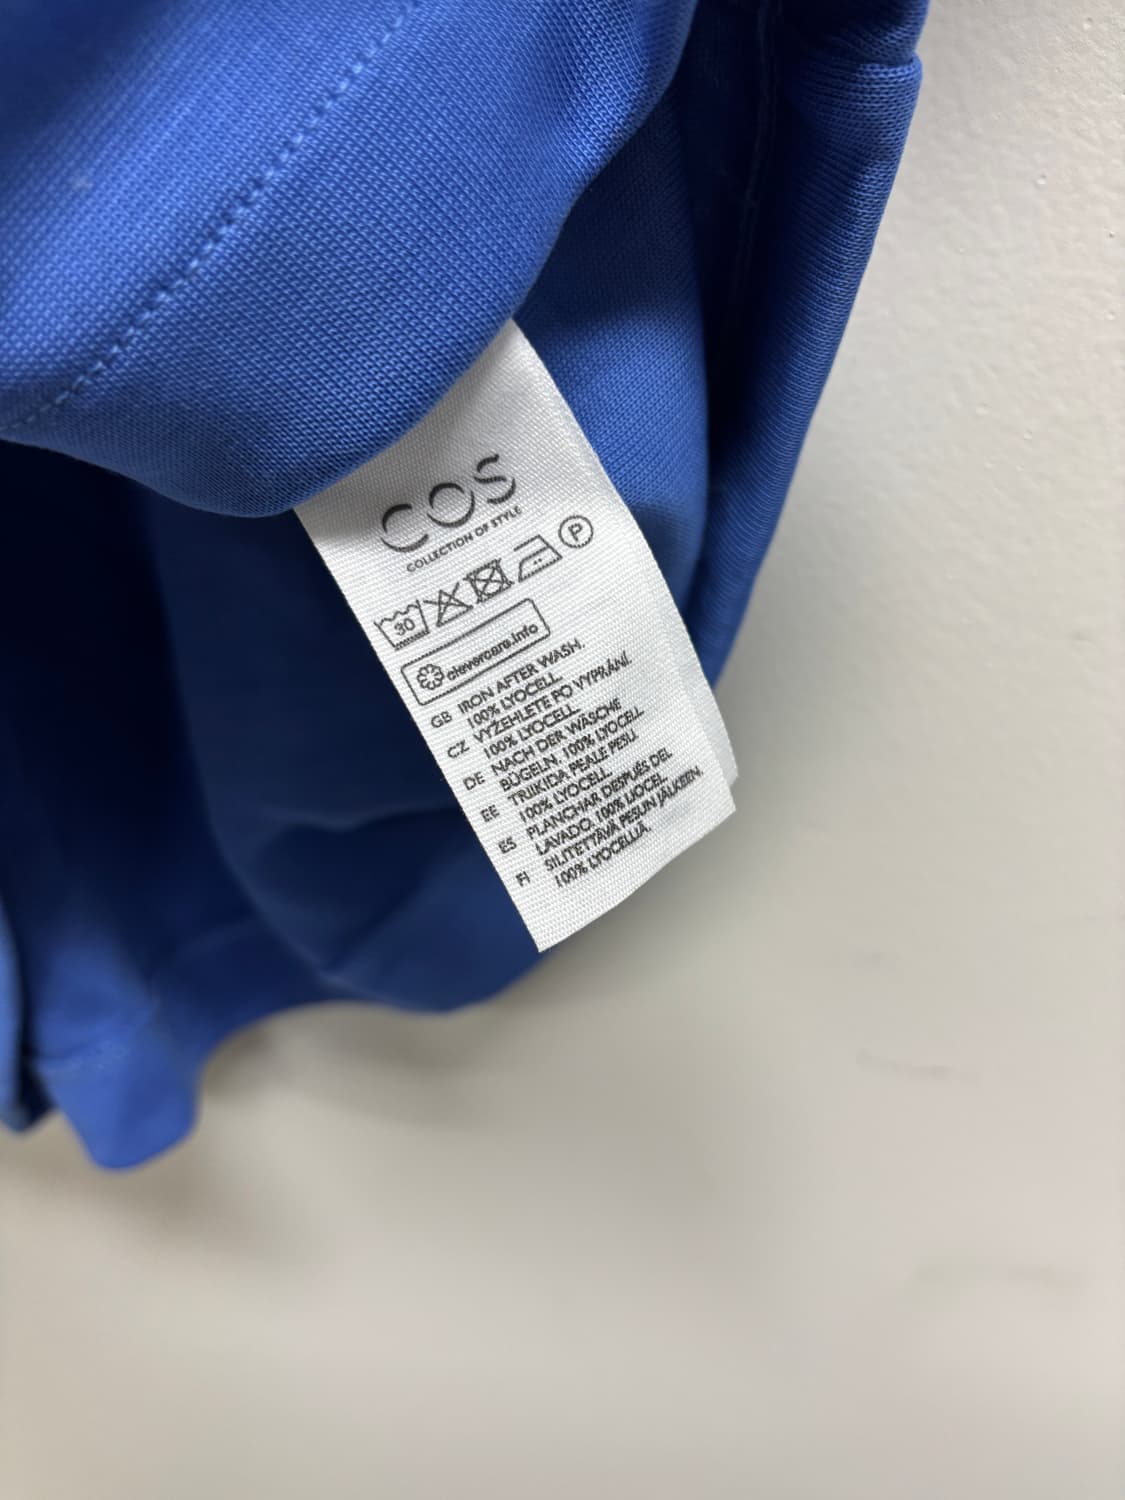 COS
COLLECTION OF STYLE
30 P
clevercare.info
GB IRON AFTER WASH.
100% LYOCELL.
CZ VYŽEHLETE PO VYPRÁNÍ.
100% LYOCELL.
DE NACH DER WÄSCHE
BÜGELN. 100% LYOCELL.
EE TRIIKIDA PEALE PESU.
100% LYOCELL.
ES PLANCHAR DESPUÉS DEL
LAVADO. 100% LIOCEL.
FI SILITETTÄVÄ PESUN JÄLKEEN.
100% LYOCELLIÄ.